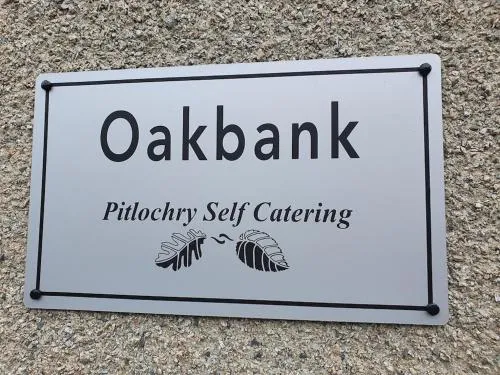 Oakbank
Pitlochry Self Catering